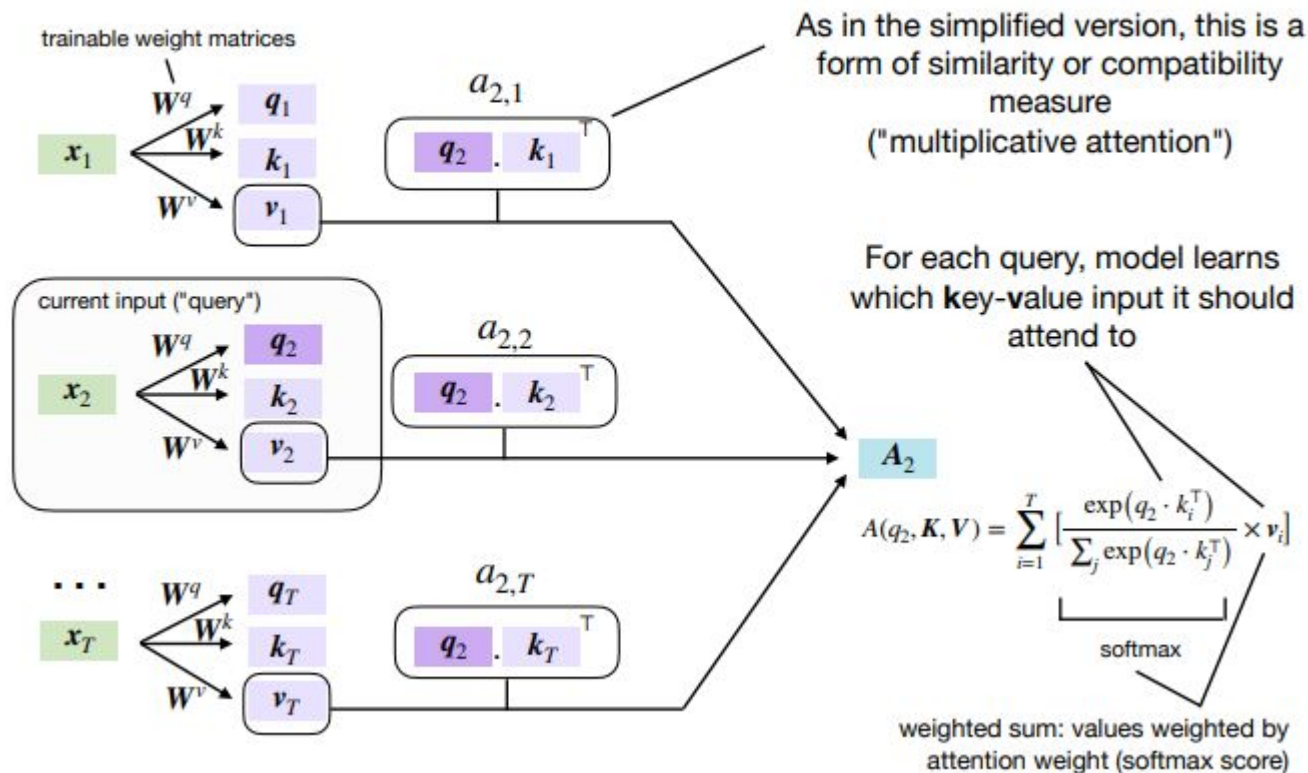 trainable weight matrices
W^q
q_1
x_1
W^k
k_1
W^v
v_1
a_{2,1}
q_2 . k_1^⊤
As in the simplified version, this is a
form of similarity or compatibility
measure
("multiplicative attention")
current input ("query")
W^q
q_2
x_2
W^k
k_2
W^v
v_2
a_{2,2}
q_2 . k_2^⊤
For each query, model learns
which key-value input it should
attend to
A_2
A(q_2, K, V) = ∑_{i=1}^{T} [ exp(q_2 · k_i^⊤) / ∑_j exp(q_2 · k_j^⊤) × v_i ]
softmax
weighted sum: values weighted by
attention weight (softmax score)
...
W^q
q_T
x_T
W^k
k_T
W^v
v_T
a_{2,T}
q_2 . k_T^⊤